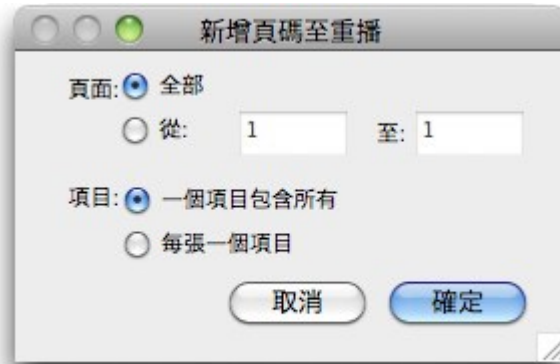 新增頁碼至重播
頁面: 全部
從: 1 至: 1
項目: 一個項目包含所有
每張一個項目
取消 確定